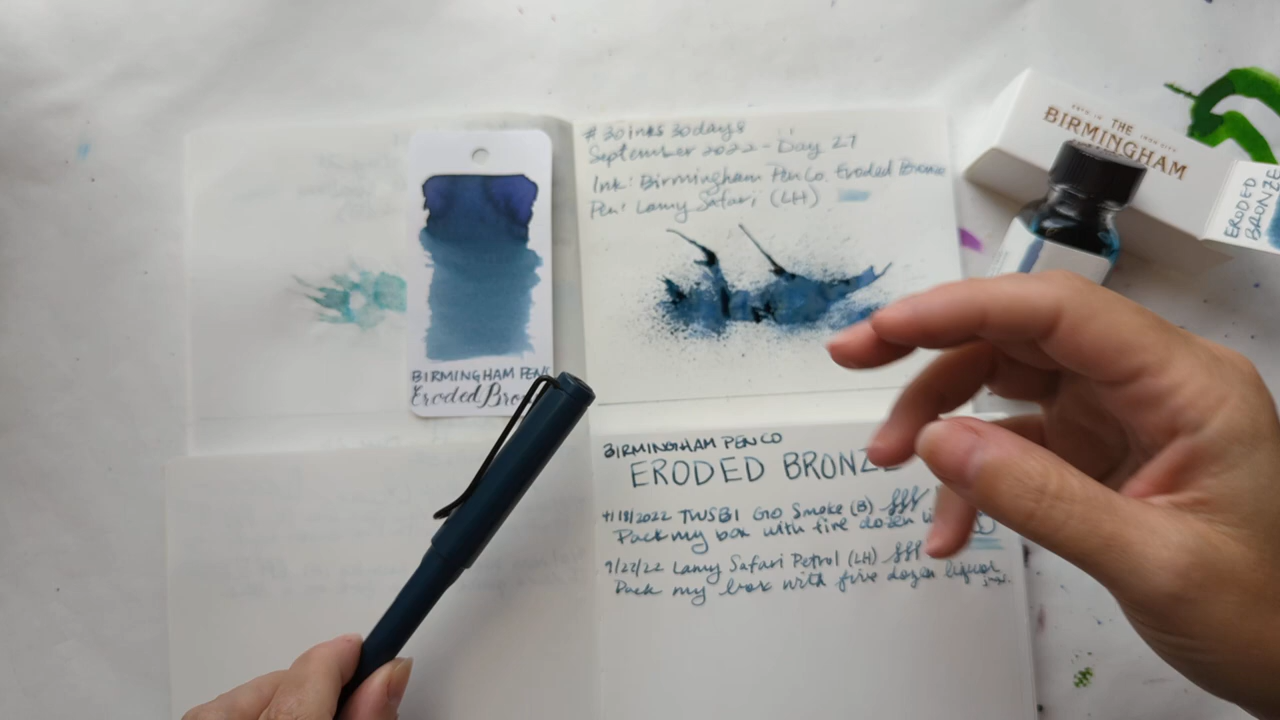 # 30inks30days
September 2022 - Day 27
Ink: Birmingham Pen Co. Eroded Bronze
Pen: Lamy Safari (LH)
THE
BIRMINGHAM
ERODED
BRONZE
BIRMINGHAM PENS
Eroded Bro
BIRMINGHAM PEN CO
ERODED BRONZE
4/18/2022 TWSBI GO Smoke (B)
Pack my box with five dozen
9/22/22 Lamy Safari Petrol (LH)
Pack my box with five dozen liquor